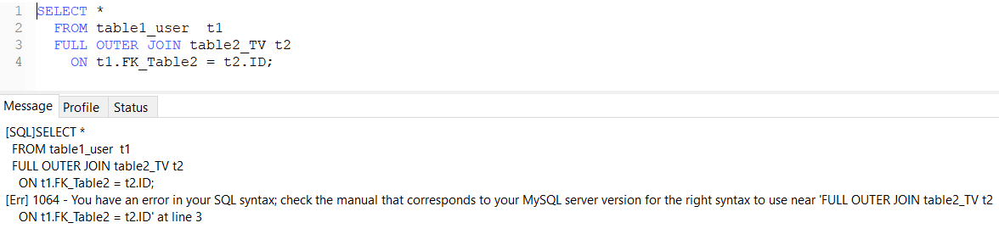 1 SELECT *
2 FROM table1_user  t1
3 FULL OUTER JOIN table2_TV t2
4 ON t1.FK_Table2 = t2.ID;
Message Profile Status
[SQL]SELECT *
FROM table1_user  t1
FULL OUTER JOIN table2_TV t2
ON t1.FK_Table2 = t2.ID;
[Err] 1064 - You have an error in your SQL syntax; check the manual that corresponds to your MySQL server version for the right syntax to use near 'FULL OUTER JOIN table2_TV t2
ON t1.FK_Table2 = t2.ID' at line 3